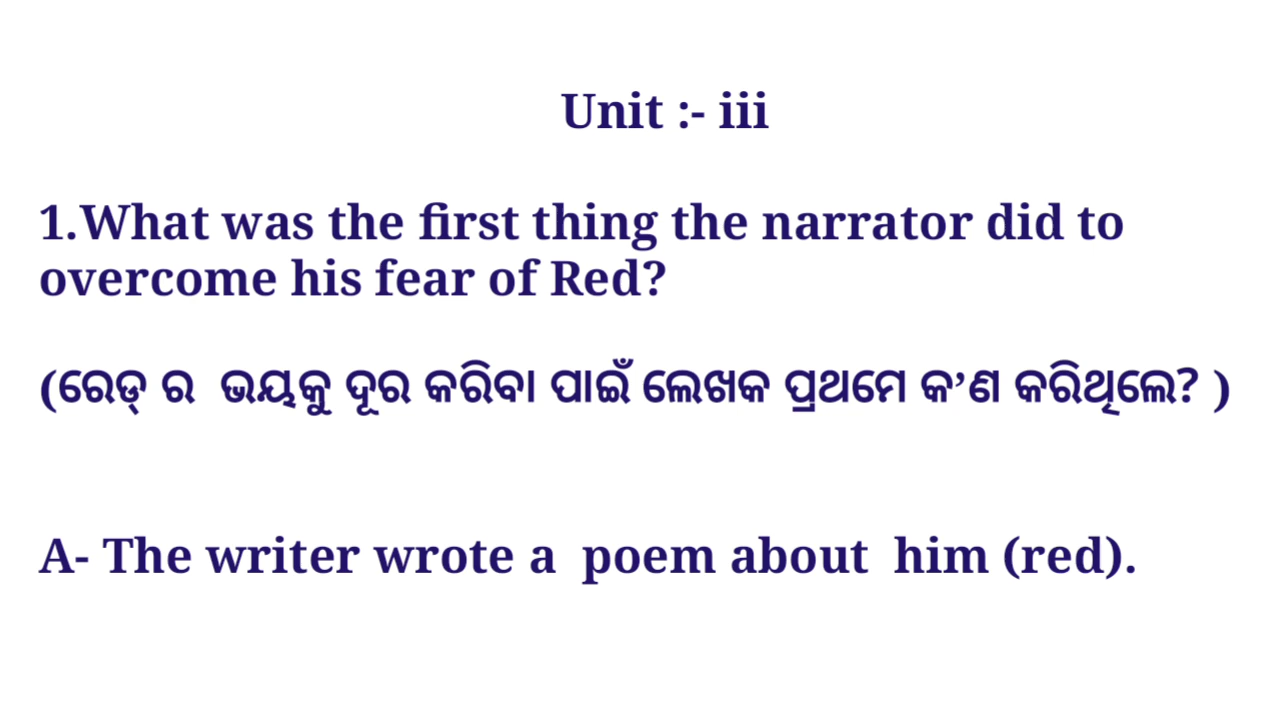 Unit :- iii
1.What was the first thing the narrator did to
overcome his fear of Red?
(ରେଡ୍ ର ଭୟକୁ ଦୂର କରିବା ପାଇଁ ଲେଖକ ପ୍ରଥମେ କ’ଣ କରିଥିଲେ? )
A- The writer wrote a poem about him (red).